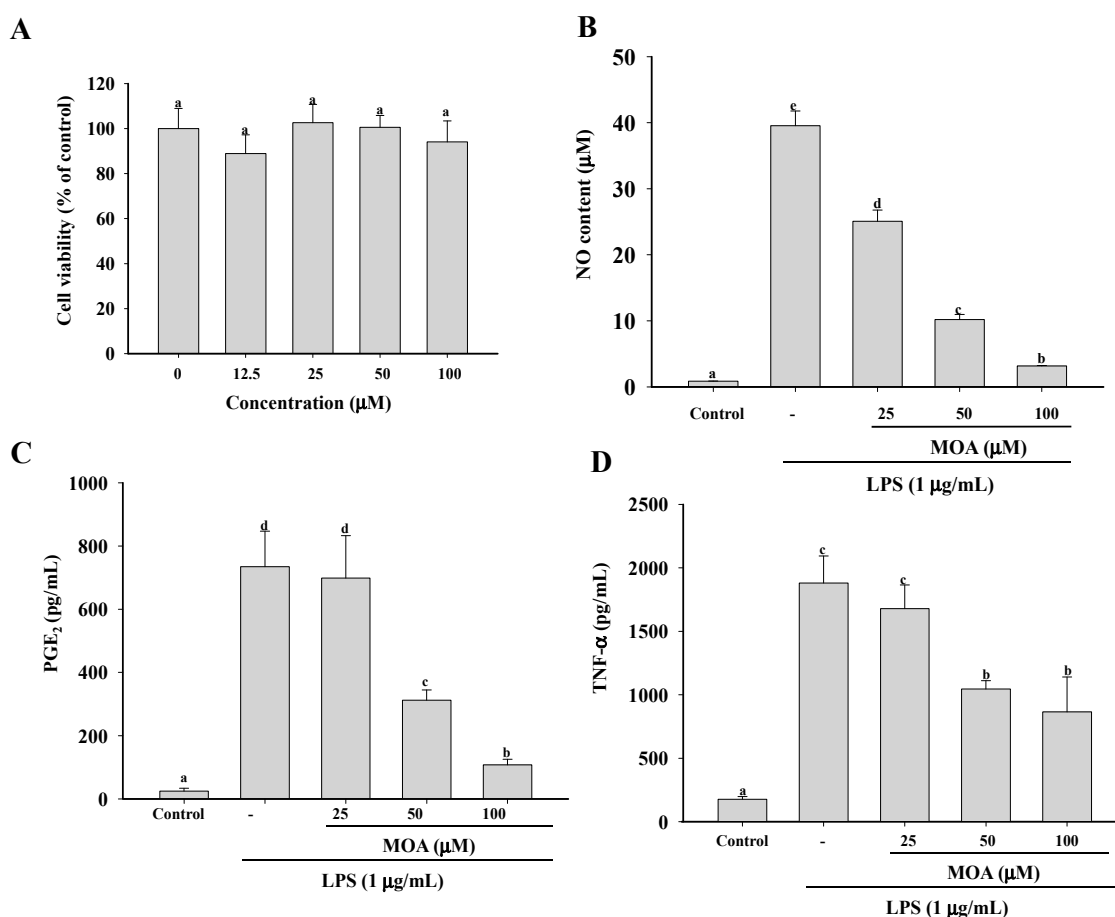 A
Cell viability (% of control)
120
100
80
60
40
20
0
a
a
a
a
a
0 12.5 25 50 100
Concentration (μM)
B
NO content (μM)
50
40
30
20
10
0
a
e
d
c
b
Control - 25 50 100
MOA (μM)
LPS (1 μg/mL)
C
PGE₂ (pg/mL)
1000
800
600
400
200
0
a
d
d
c
b
Control - 25 50 100
MOA (μM)
LPS (1 μg/mL)
D
TNF-α (pg/mL)
2500
2000
1500
1000
500
0
a
c
c
b
b
Control - 25 50 100
MOA (μM)
LPS (1 μg/mL)